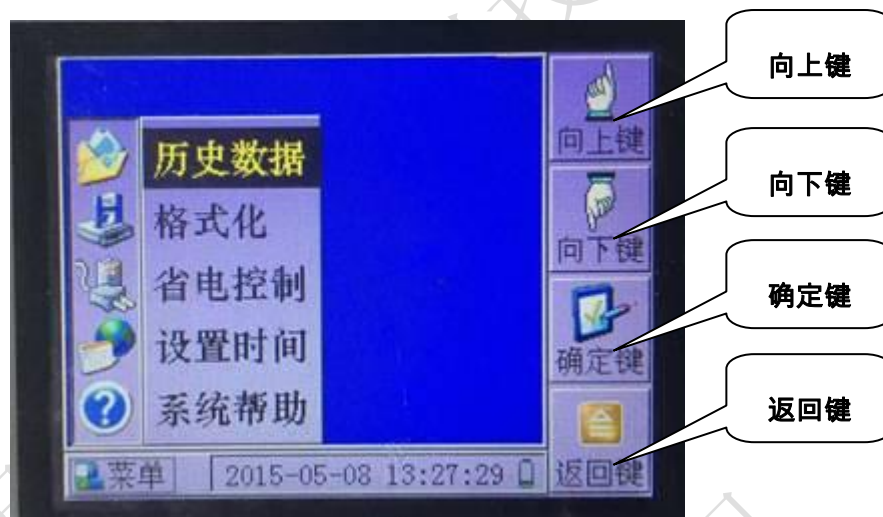 历史数据
格式化
省电控制
设置时间
系统帮助
菜单
2015-05-08 13:27:29
向上键
向下键
确定键
返回键
向上键
向下键
确定键
返回键